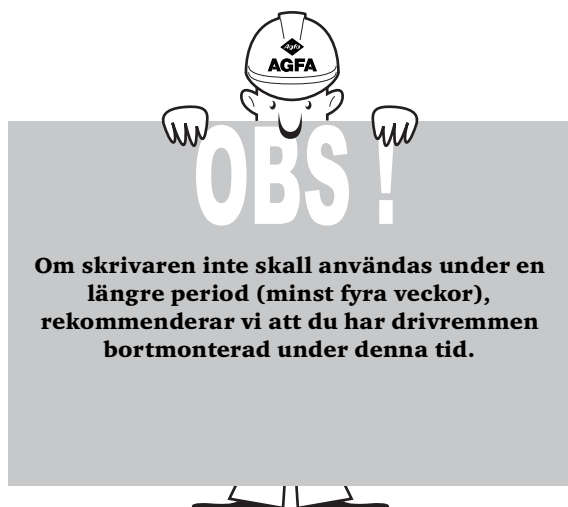 Agfa
AGFA
OBS !
Om skrivaren inte skall användas under en
längre period (minst fyra veckor),
rekommenderar vi att du har drivremmen
bortmonterad under denna tid.